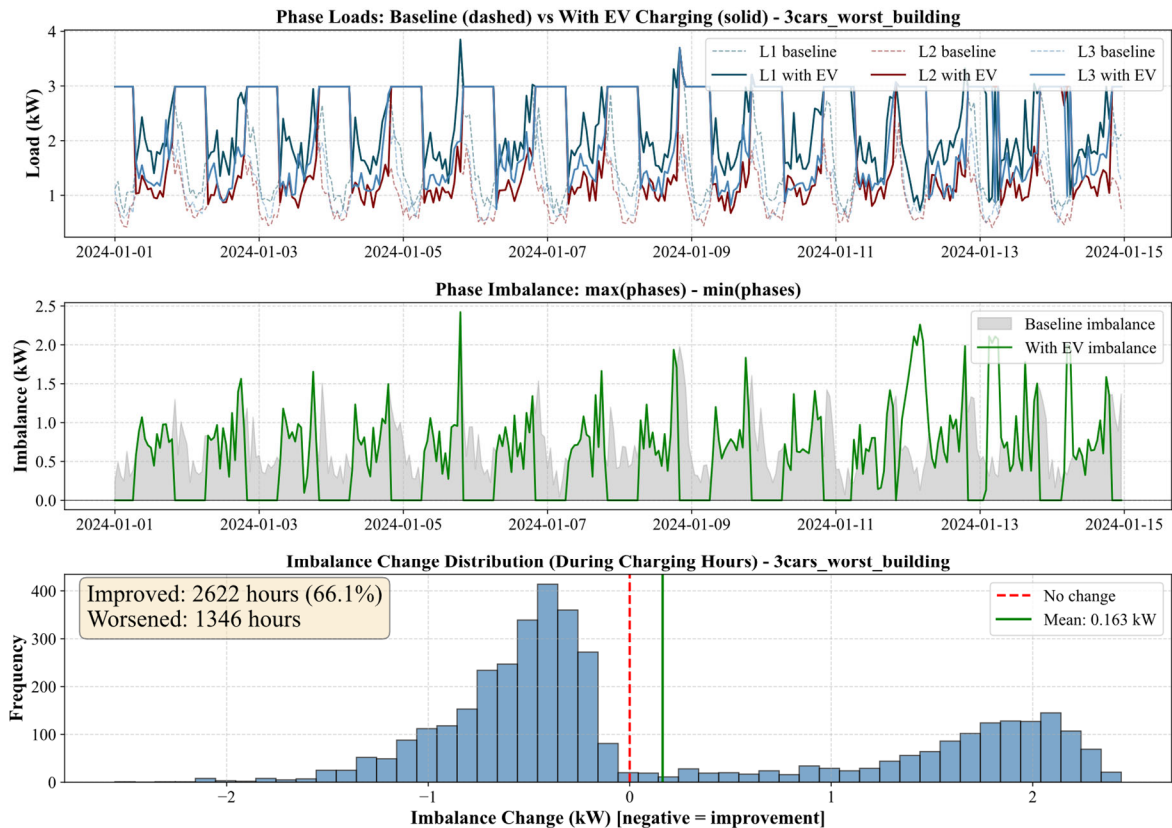 Phase Loads: Baseline (dashed) vs With EV Charging (solid) - 3cars_worst_building
Load (kW)
4
3
2
1
L1 baseline L2 baseline L3 baseline
L1 with EV L2 with EV L3 with EV
2024-01-01 2024-01-03 2024-01-05 2024-01-07 2024-01-09 2024-01-11 2024-01-13 2024-01-15
Phase Imbalance: max(phases) - min(phases)
Imbalance (kW)
2.5
2.0
1.5
1.0
0.5
0.0
Baseline imbalance
With EV imbalance
2024-01-01 2024-01-03 2024-01-05 2024-01-07 2024-01-09 2024-01-11 2024-01-13 2024-01-15
Imbalance Change Distribution (During Charging Hours) - 3cars_worst_building
Frequency
400
300
200
100
0
Improved: 2622 hours (66.1%)
Worsened: 1346 hours
No change
Mean: 0.163 kW
−2 −1 0 1 2
Imbalance Change (kW) [negative = improvement]